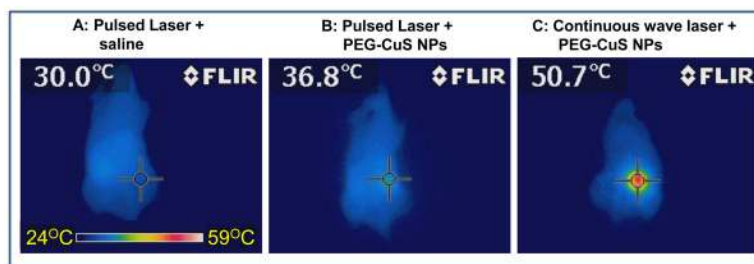 A: Pulsed Laser +
saline
B: Pulsed Laser +
PEG-CuS NPs
C: Continuous wave laser +
PEG-CuS NPs
30.0°C
FLIR
36.8°C
FLIR
50.7°C
FLIR
24°C
59°C